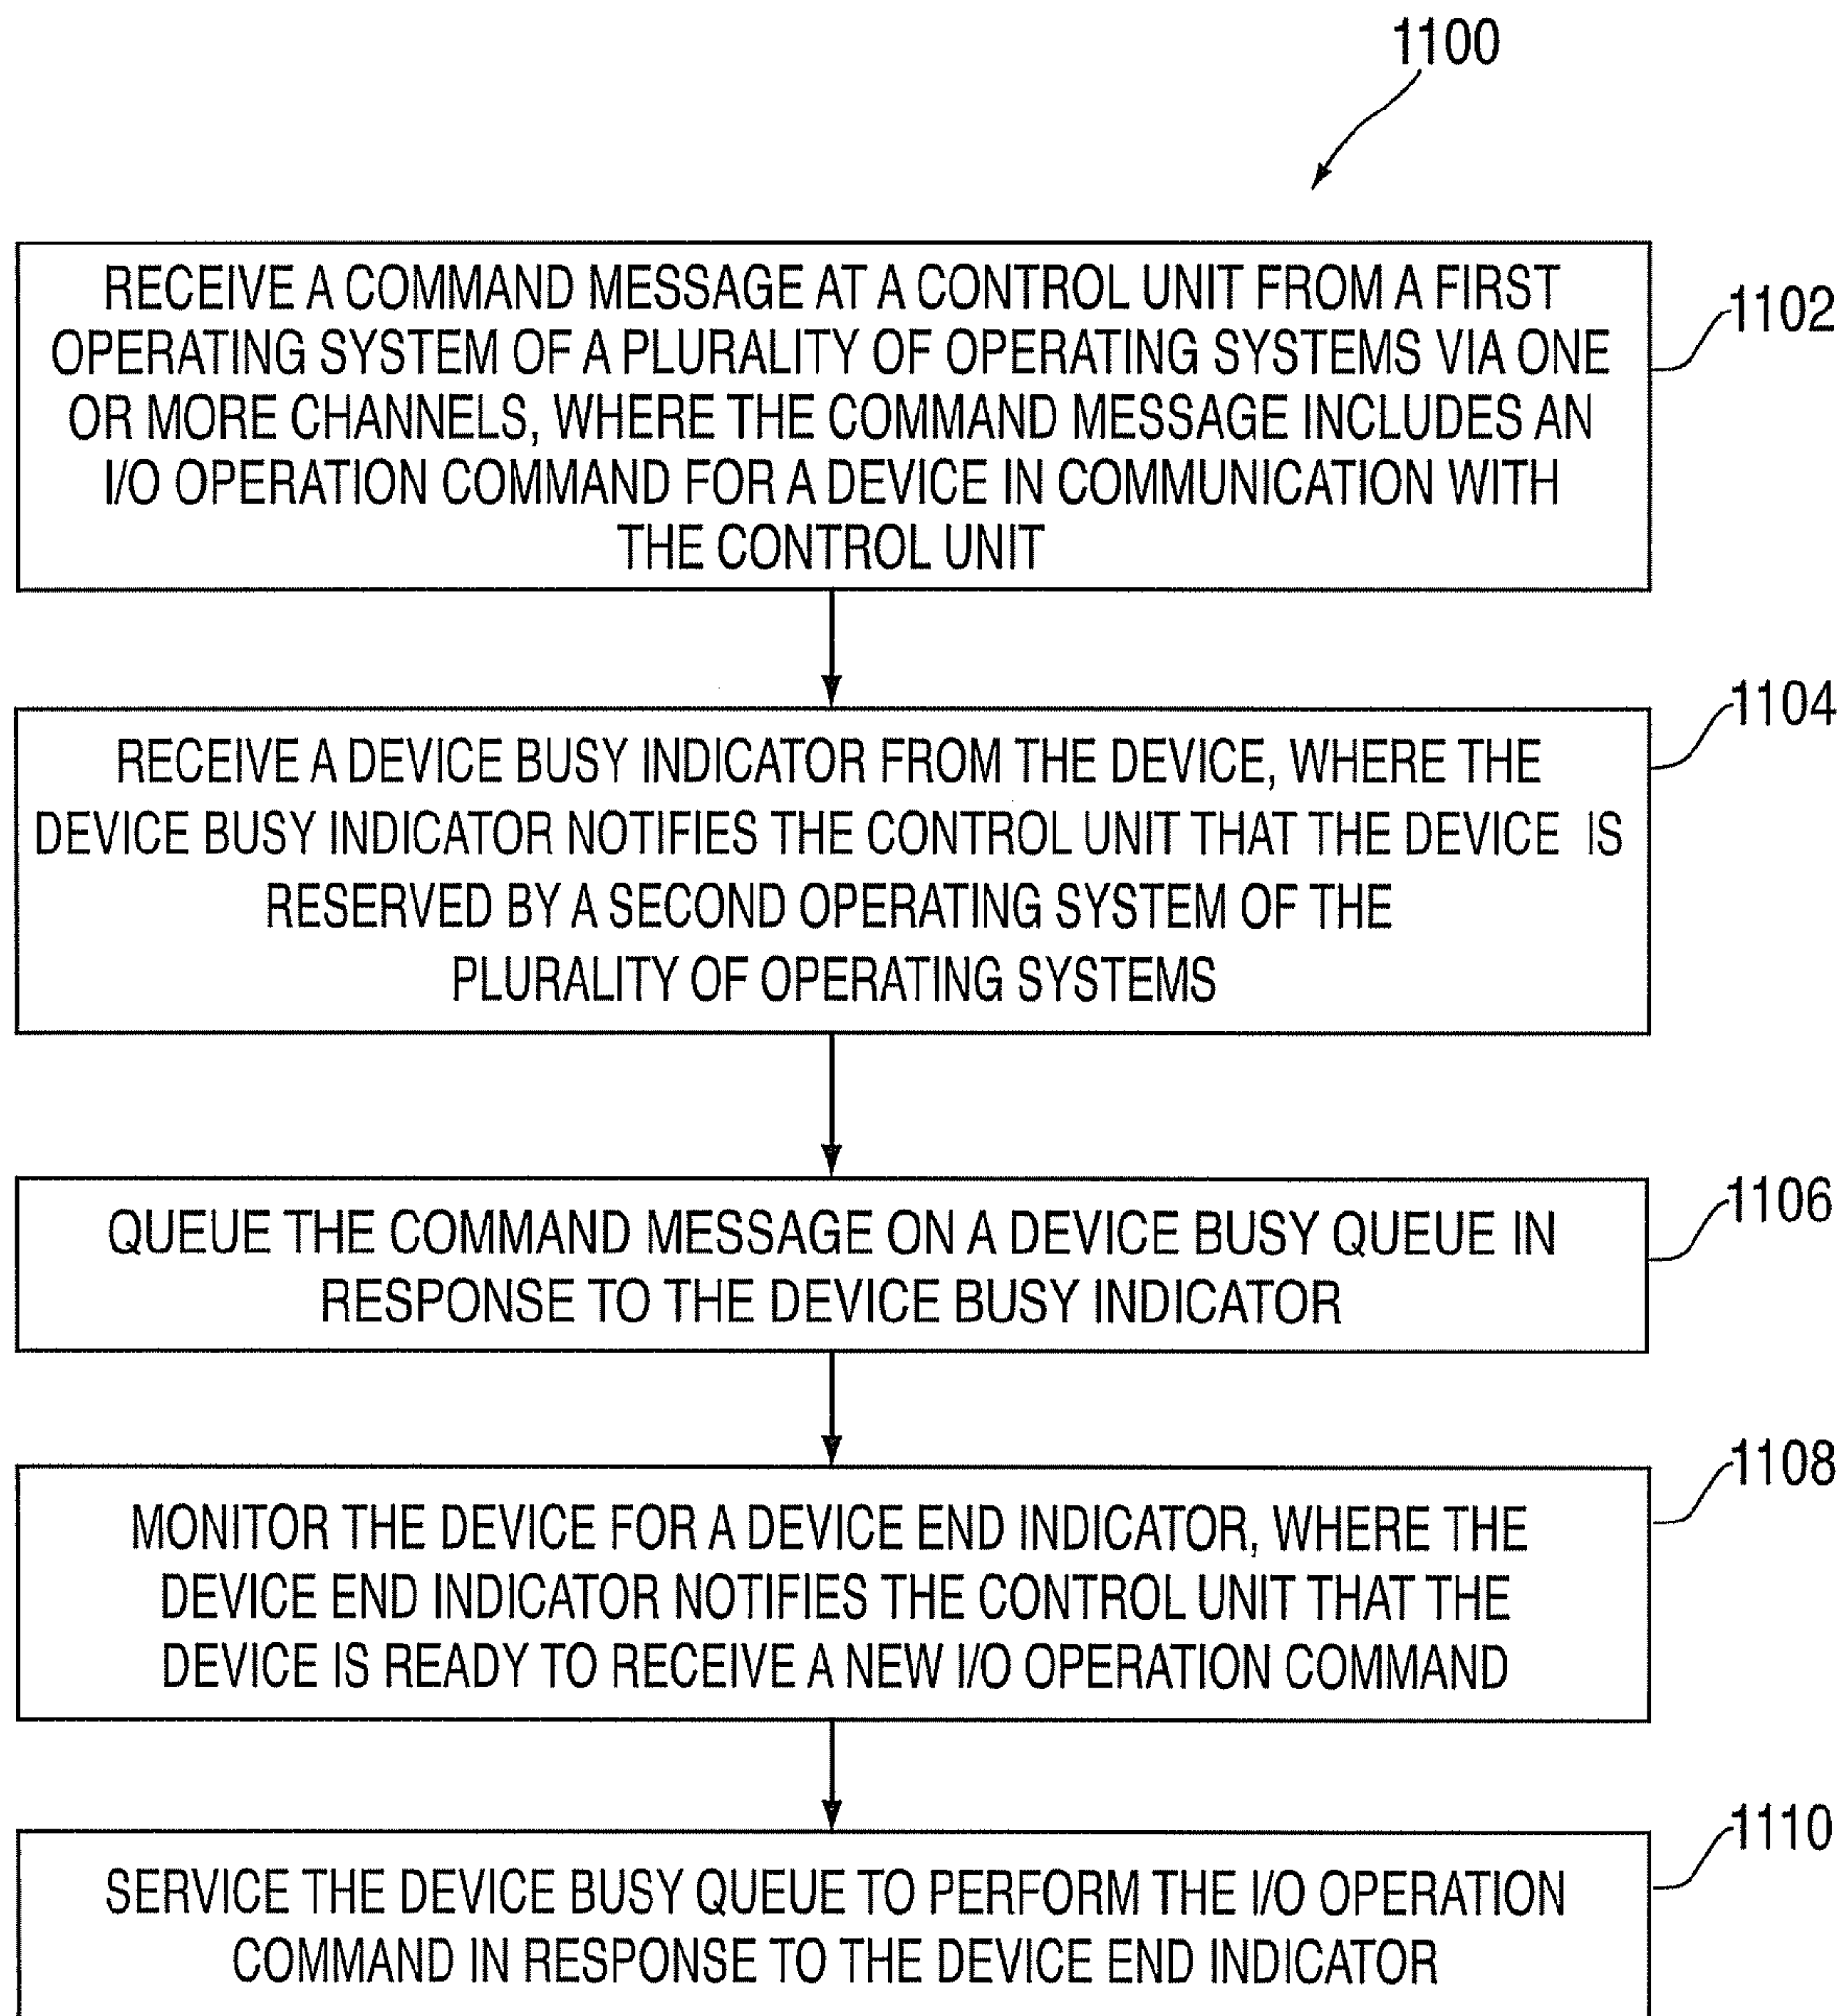 1100
RECEIVE A COMMAND MESSAGE AT A CONTROL UNIT FROM A FIRST
OPERATING SYSTEM OF A PLURALITY OF OPERATING SYSTEMS VIA ONE
OR MORE CHANNELS, WHERE THE COMMAND MESSAGE INCLUDES AN
I/O OPERATION COMMAND FOR A DEVICE IN COMMUNICATION WITH
THE CONTROL UNIT
1102
RECEIVE A DEVICE BUSY INDICATOR FROM THE DEVICE, WHERE THE
DEVICE BUSY INDICATOR NOTIFIES THE CONTROL UNIT THAT THE DEVICE IS
RESERVED BY A SECOND OPERATING SYSTEM OF THE
PLURALITY OF OPERATING SYSTEMS
1104
QUEUE THE COMMAND MESSAGE ON A DEVICE BUSY QUEUE IN
RESPONSE TO THE DEVICE BUSY INDICATOR
1106
MONITOR THE DEVICE FOR A DEVICE END INDICATOR, WHERE THE
DEVICE END INDICATOR NOTIFIES THE CONTROL UNIT THAT THE
DEVICE IS READY TO RECEIVE A NEW I/O OPERATION COMMAND
1108
SERVICE THE DEVICE BUSY QUEUE TO PERFORM THE I/O OPERATION
COMMAND IN RESPONSE TO THE DEVICE END INDICATOR
1110